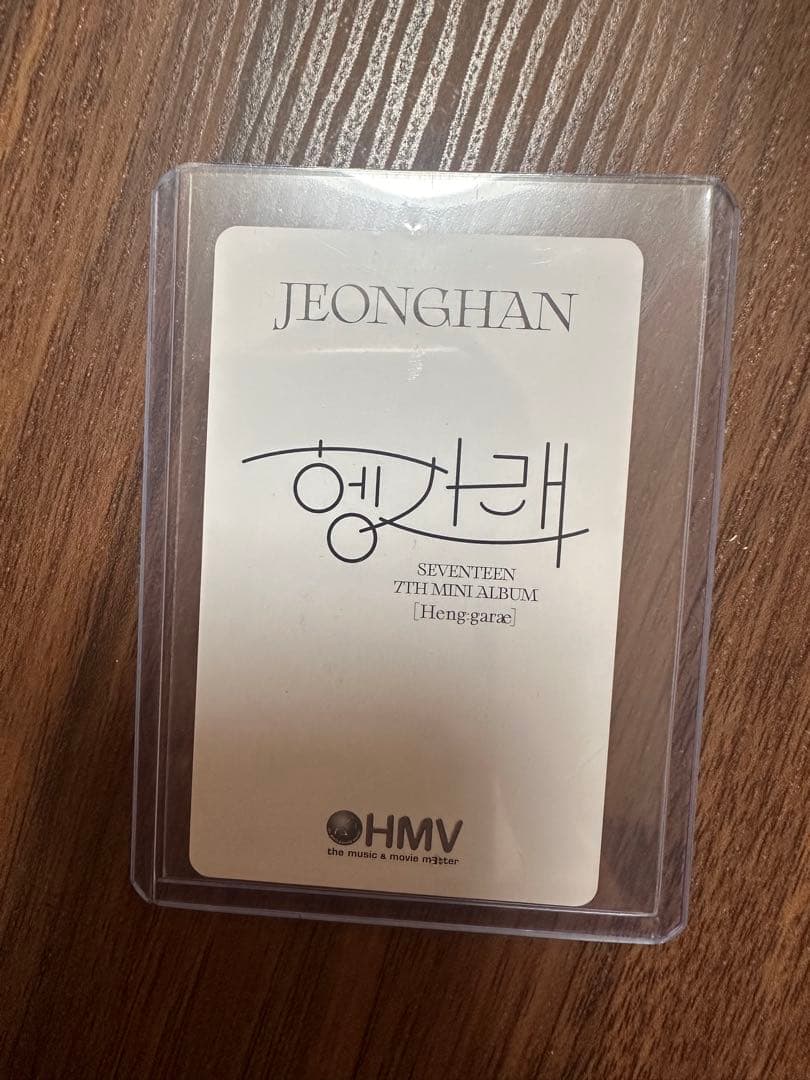 JEONGHAN
헹가래
SEVENTEEN
7TH MINI ALBUM
[Heng:garæ]
HMV
the music & movie master